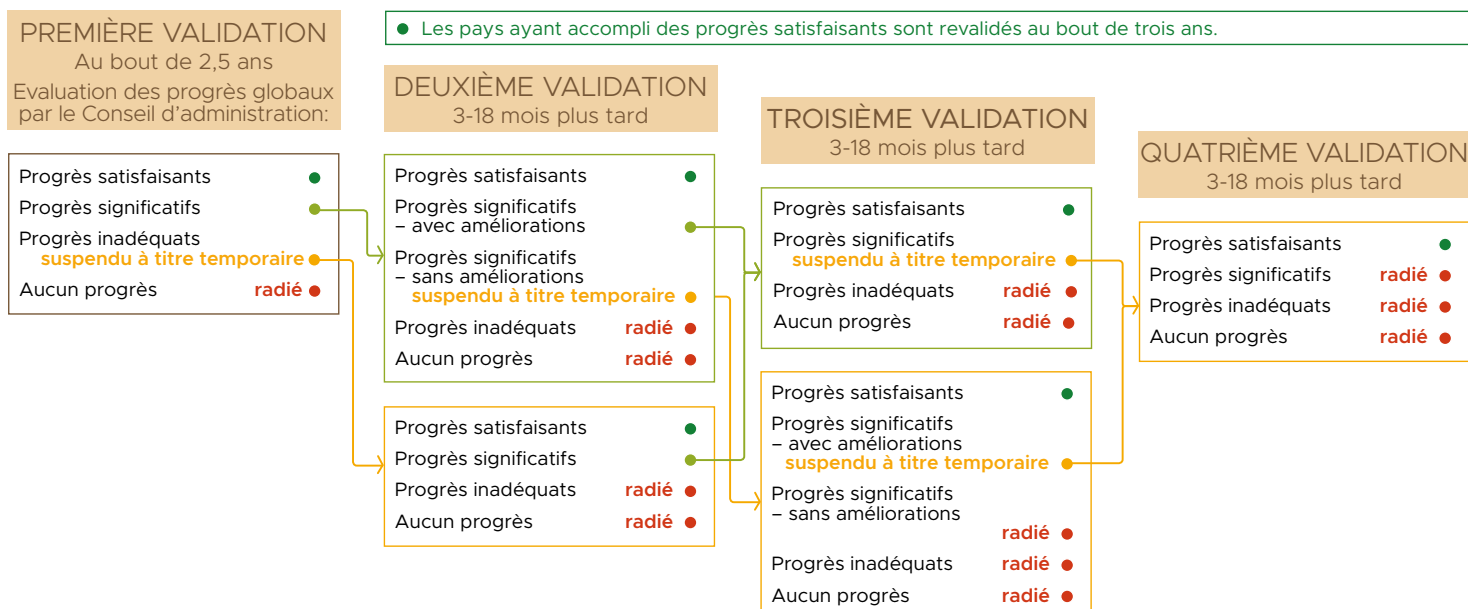 PREMIÈRE VALIDATION
Au bout de 2,5 ans
Evaluation des progrès globaux
par le Conseil d’administration:
Progrès satisfaisants
Progrès significatifs
Progrès inadéquats
suspendu à titre temporaire
Aucun progrès radié
Les pays ayant accompli des progrès satisfaisants sont revalidés au bout de trois ans.
DEUXIÈME VALIDATION
3-18 mois plus tard
Progrès satisfaisants
Progrès significatifs
– avec améliorations
Progrès significatifs
– sans améliorations
suspendu à titre temporaire
Progrès inadéquats radié
Aucun progrès radié
Progrès satisfaisants
Progrès significatifs
Progrès inadéquats radié
Aucun progrès radié
TROISIÈME VALIDATION
3-18 mois plus tard
Progrès satisfaisants
Progrès significatifs
suspendu à titre temporaire
Progrès inadéquats radié
Aucun progrès radié
Progrès satisfaisants
Progrès significatifs
– avec améliorations
suspendu à titre temporaire
Progrès significatifs
– sans améliorations
radié
Progrès inadéquats radié
Aucun progrès radié
QUATRIÈME VALIDATION
3-18 mois plus tard
Progrès satisfaisants
Progrès significatifs radié
Progrès inadéquats radié
Aucun progrès radié